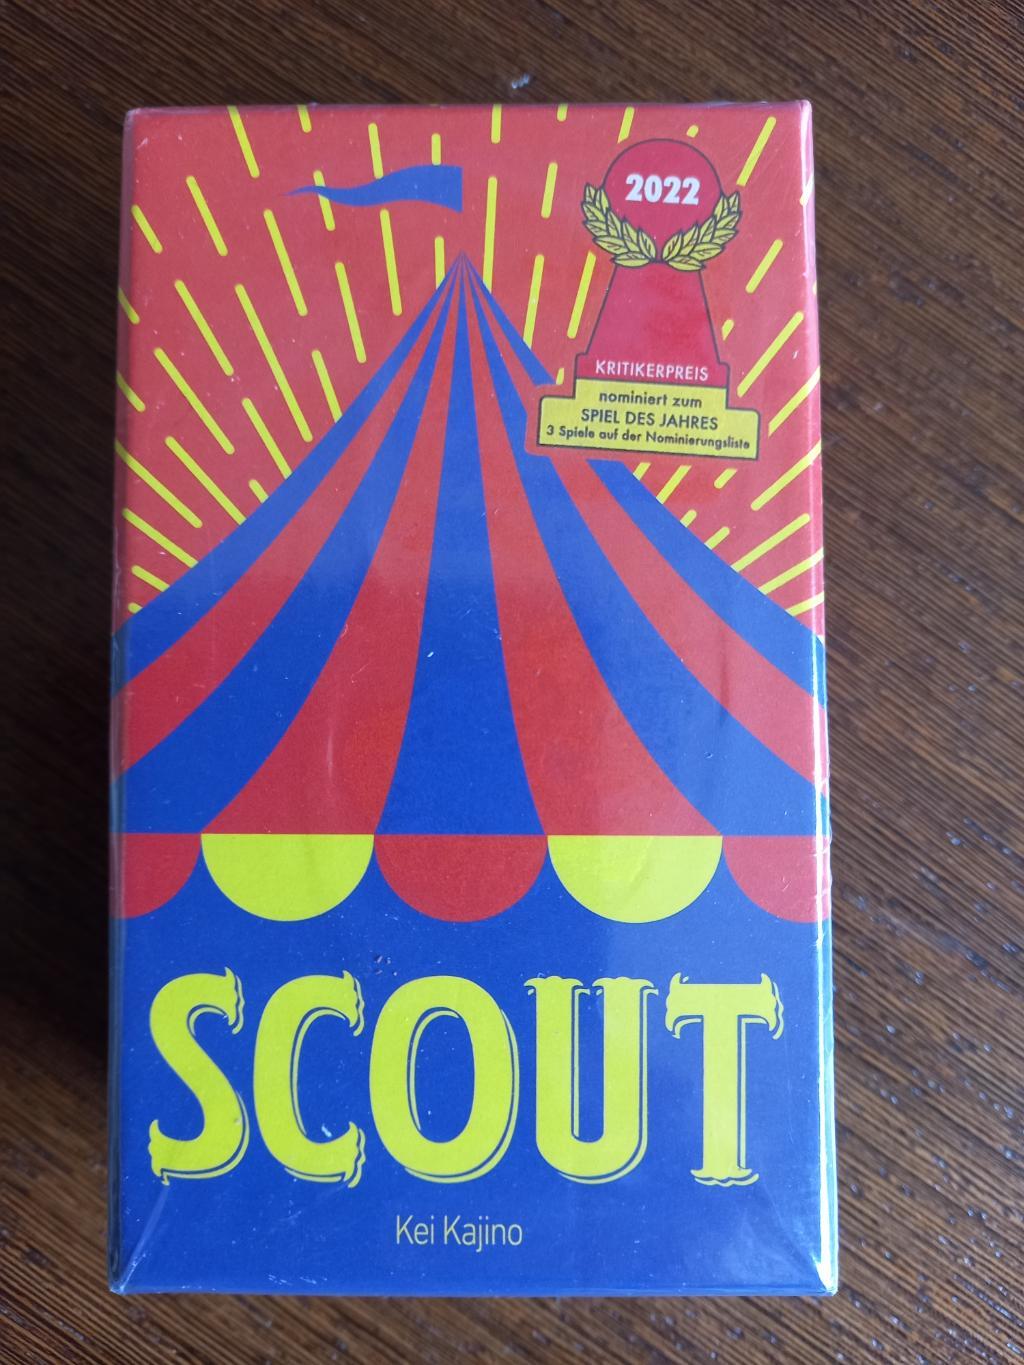 2022
KRITIKERPREIS
nominiert zum
SPIEL DES JAHRES
3 Spiele auf der Nominierungsliste
SCOUT
Kei Kajino